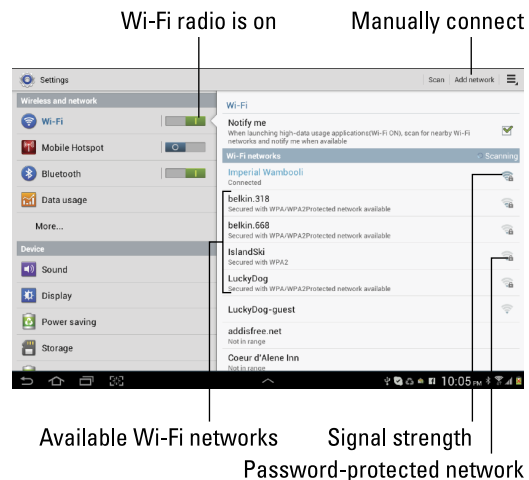 Wi-Fi radio is on
Manually connect
Settings
Scan
Add network
Wireless and network
Wi-Fi
Mobile Hotspot
Bluetooth
Data usage
More...
Device
Sound
Display
Power saving
Storage
Wi-Fi
Notify me
When launching high-data usage applications(Wi-Fi ON), scan for nearby Wi-Fi
networks and notify me when available
Wi-Fi networks
Scanning
Imperial Wambooli
Connected
belkin.318
Secured with WPA/WPA2Protected network available
belkin.668
Secured with WPA/WPA2Protected network available
IslandSki
Secured with WPA2
LuckyDog
Secured with WPA/WPA2Protected network available
LuckyDog-guest
addisfree.net
Not in range
Coeur d'Alene Inn
Not in range
10:05 PM
Available Wi-Fi networks
Signal strength
Password-protected network